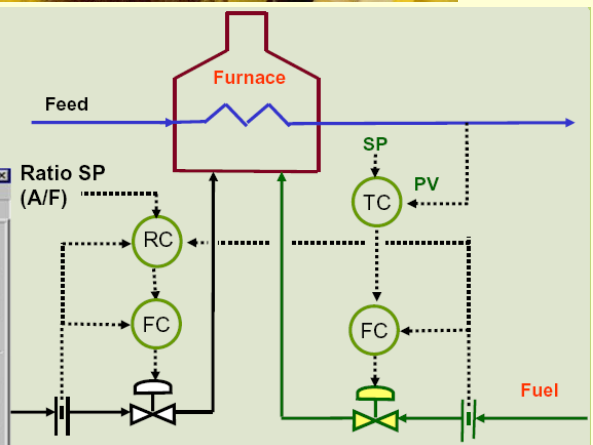 Furnace
Feed
SP
Ratio SP
(A/F)
PV
TC
RC
FC
FC
Fuel